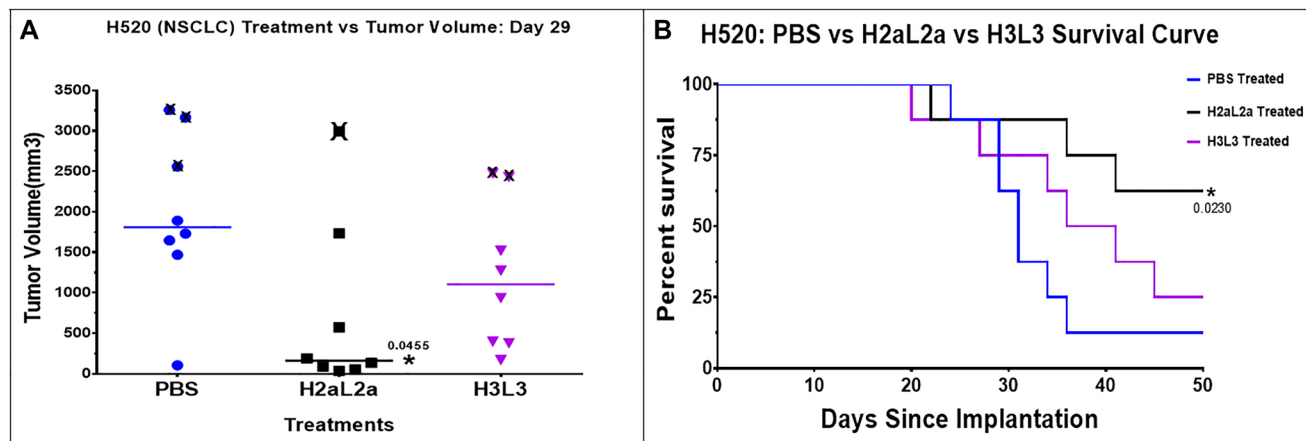 A
H520 (NSCLC) Treatment vs Tumor Volume: Day 29
Tumor Volume(mm3)
3500
3000
2500
2000
1500
1000
500
0
0.0455
*
PBS
H2aL2a
H3L3
Treatments
B
H520: PBS vs H2aL2a vs H3L3 Survival Curve
Percent survival
100
75
50
25
0
PBS Treated
H2aL2a Treated
H3L3 Treated
*
0.0230
0
10
20
30
40
50
Days Since Implantation